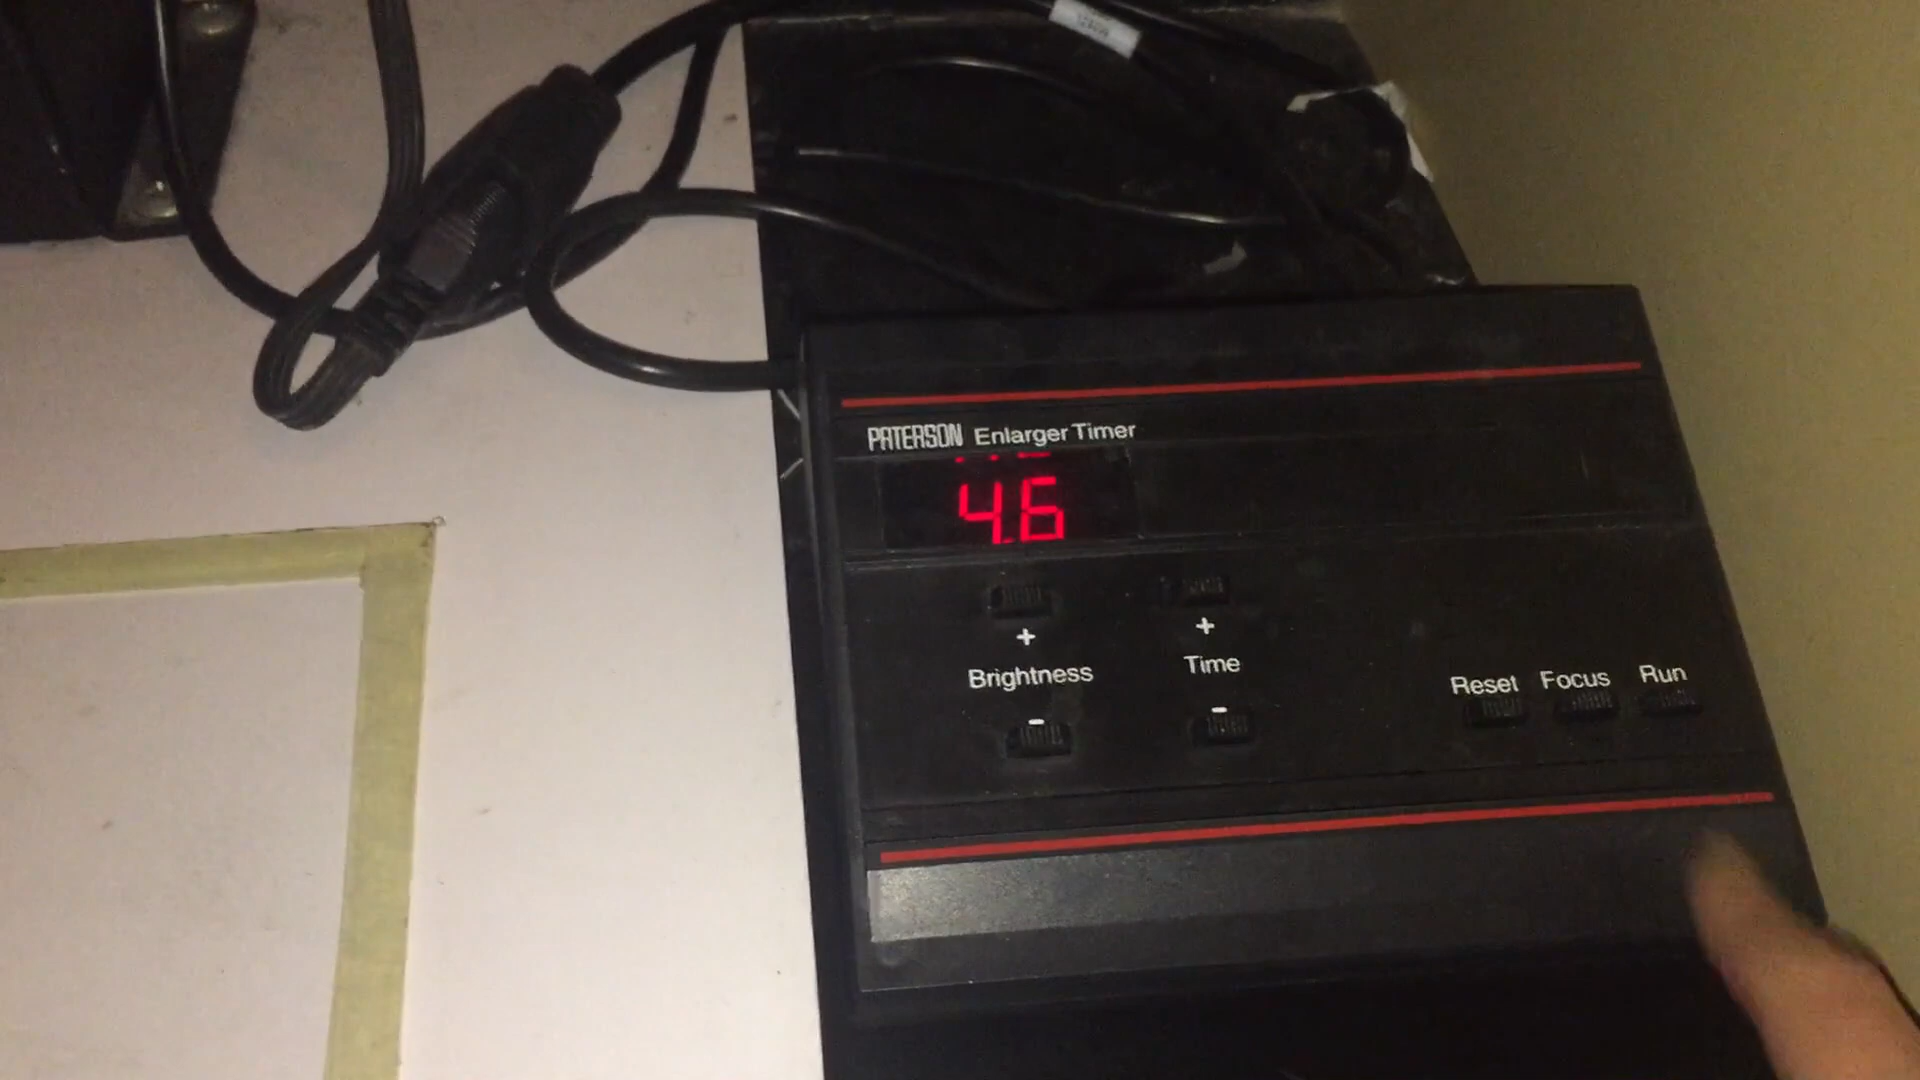 PATERSON Enlarger Timer
4.6
+ +
Brightness Time
- -
Reset Focus Run